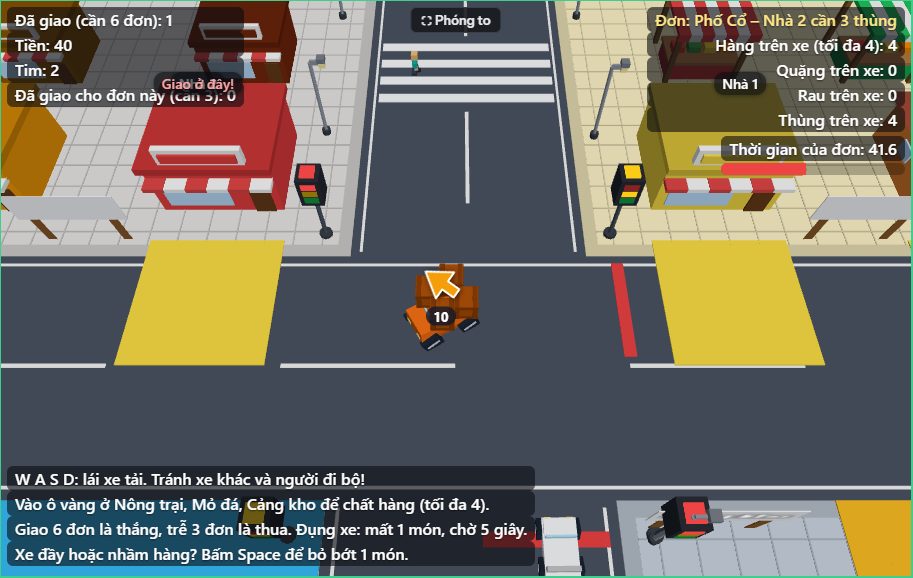 Đã giao (cần 6 đơn): 1
Tiền: 40
Tim: 2
Đã giao cho đơn này (cần 3): 0
Giao ở đây!
Phóng to
Đơn: Phố Cổ – Nhà 2 cần 3 thùng
Hàng trên xe (tối đa 4): 4
Quặng trên xe: 0
Rau trên xe: 0
Thùng trên xe: 4
Thời gian của đơn: 41.6
Nhà 1
10
W A S D: lái xe tải. Tránh xe khác và người đi bộ!
Vào ô vàng ở Nông trại, Mỏ đá, Cảng kho để chất hàng (tối đa 4).
Giao 6 đơn là thắng, trễ 3 đơn là thua. Đụng xe: mất 1 món, chờ 5 giây.
Xe đầy hoặc nhầm hàng? Bấm Space để bỏ bớt 1 món.